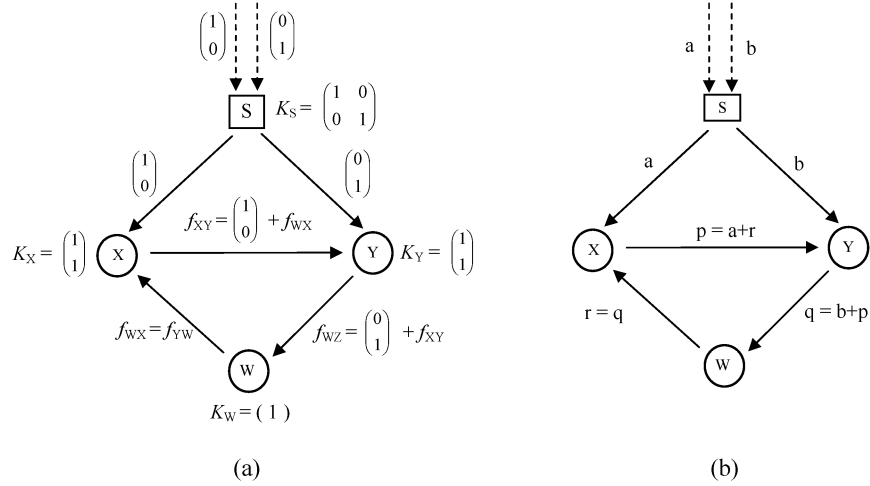 (1 0) (0 1)
S K_S = (1 0 0 1)
(1 0) (0 1)
f_XY = (1 0) + f_WX
K_X = (1 1) X Y K_Y = (1 1)
f_WX = f_YW f_WZ = (0 1) + f_XY
W
K_W = ( 1 )
(a)
a b
S
a b
p = a+r
X Y
r = q q = b+p
W
(b)